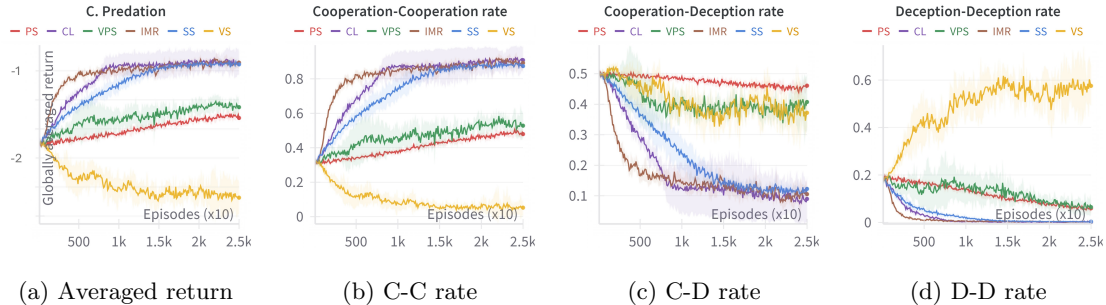 C. Predation
PS CL VPS IMR SS VS
Globally averaged return
-1
-2
Episodes (x10)
500 1k 1.5k 2k 2.5k
(a) Averaged return
Cooperation-Cooperation rate
PS CL VPS IMR SS VS
0.8
0.6
0.4
0.2
0
Episodes (x10)
500 1k 1.5k 2k 2.5k
(b) C-C rate
Cooperation-Deception rate
PS CL VPS IMR SS VS
0.5
0.4
0.3
0.2
0.1
Episodes (x10)
500 1k 1.5k 2k 2.5k
(c) C-D rate
Deception-Deception rate
PS CL VPS IMR SS VS
0.6
0.4
0.2
0
Episodes (x10)
500 1k 1.5k 2k 2.5k
(d) D-D rate